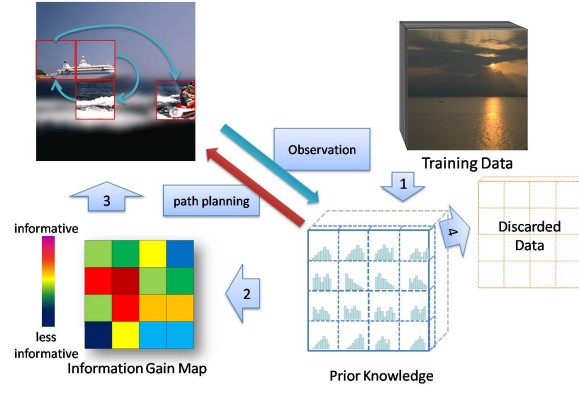 Observation
Training Data
1
3
path planning
4
Discarded
Data
informative
2
less
informative
Information Gain Map
Prior Knowledge